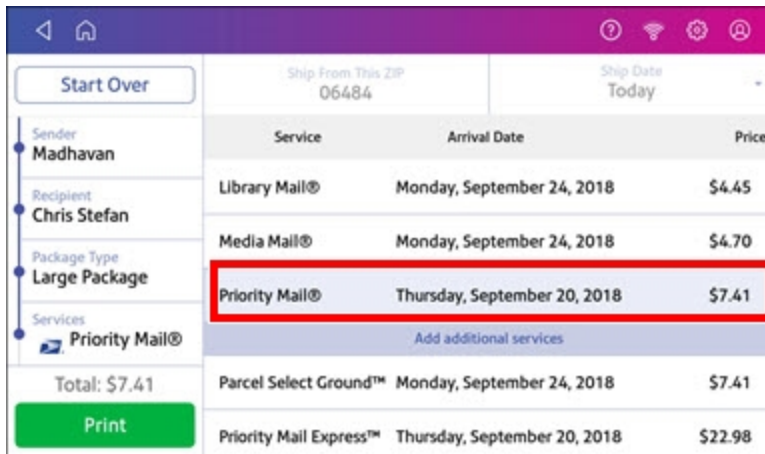 Start Over
Ship From This ZIP
06484
Ship Date
Today
Sender
Madhavan
Recipient
Chris Stefan
Package Type
Large Package
Services
Priority Mail®
Total: $7.41
Print
Service Arrival Date Price
Library Mail® Monday, September 24, 2018 $4.45
Media Mail® Monday, September 24, 2018 $4.70
Priority Mail® Thursday, September 20, 2018 $7.41
Add additional services
Parcel Select Ground™ Monday, September 24, 2018 $7.41
Priority Mail Express™ Thursday, September 20, 2018 $22.98